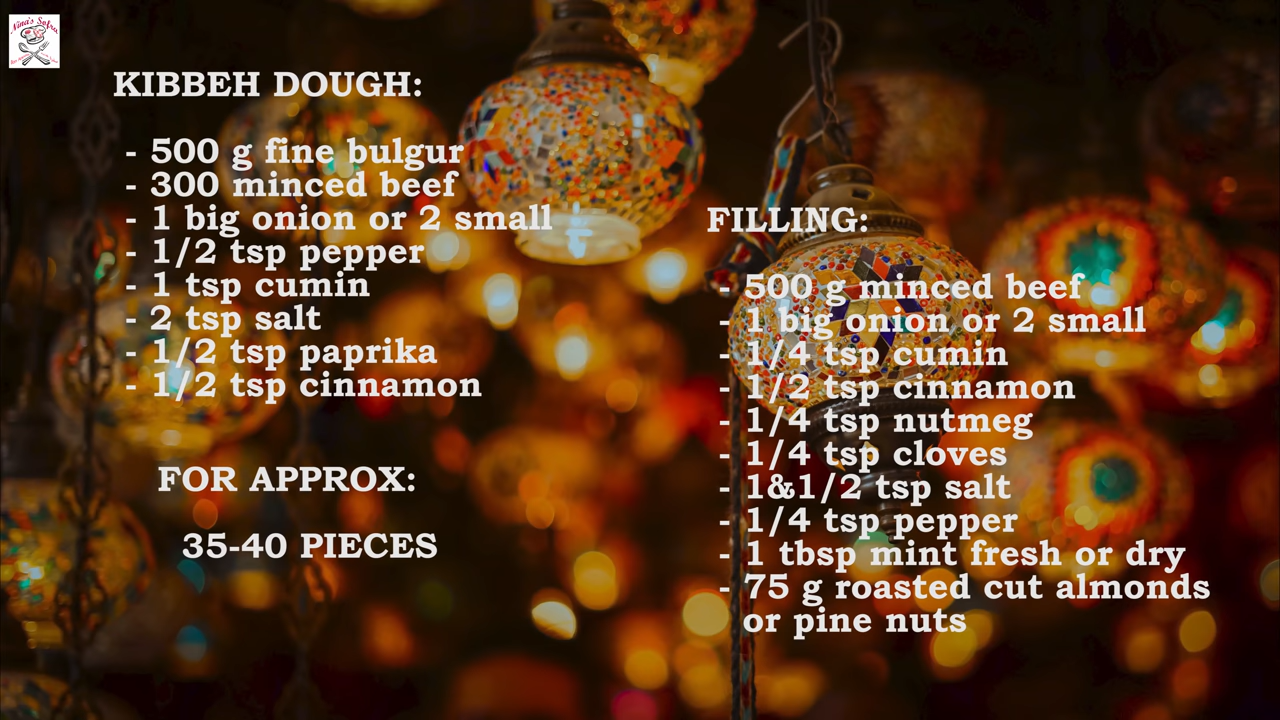 Nina's Sofra
KIBBEH DOUGH:
- 500 g fine bulgur
- 300 minced beef
- 1 big onion or 2 small
- 1/2 tsp pepper
- 1 tsp cumin
- 2 tsp salt
- 1/2 tsp paprika
- 1/2 tsp cinnamon
FOR APPROX:
35-40 PIECES
FILLING:
- 500 g minced beef
- 1 big onion or 2 small
- 1/4 tsp cumin
- 1/2 tsp cinnamon
- 1/4 tsp nutmeg
- 1/4 tsp cloves
- 1&1/2 tsp salt
- 1/4 tsp pepper
- 1 tbsp mint fresh or dry
- 75 g roasted cut almonds
or pine nuts